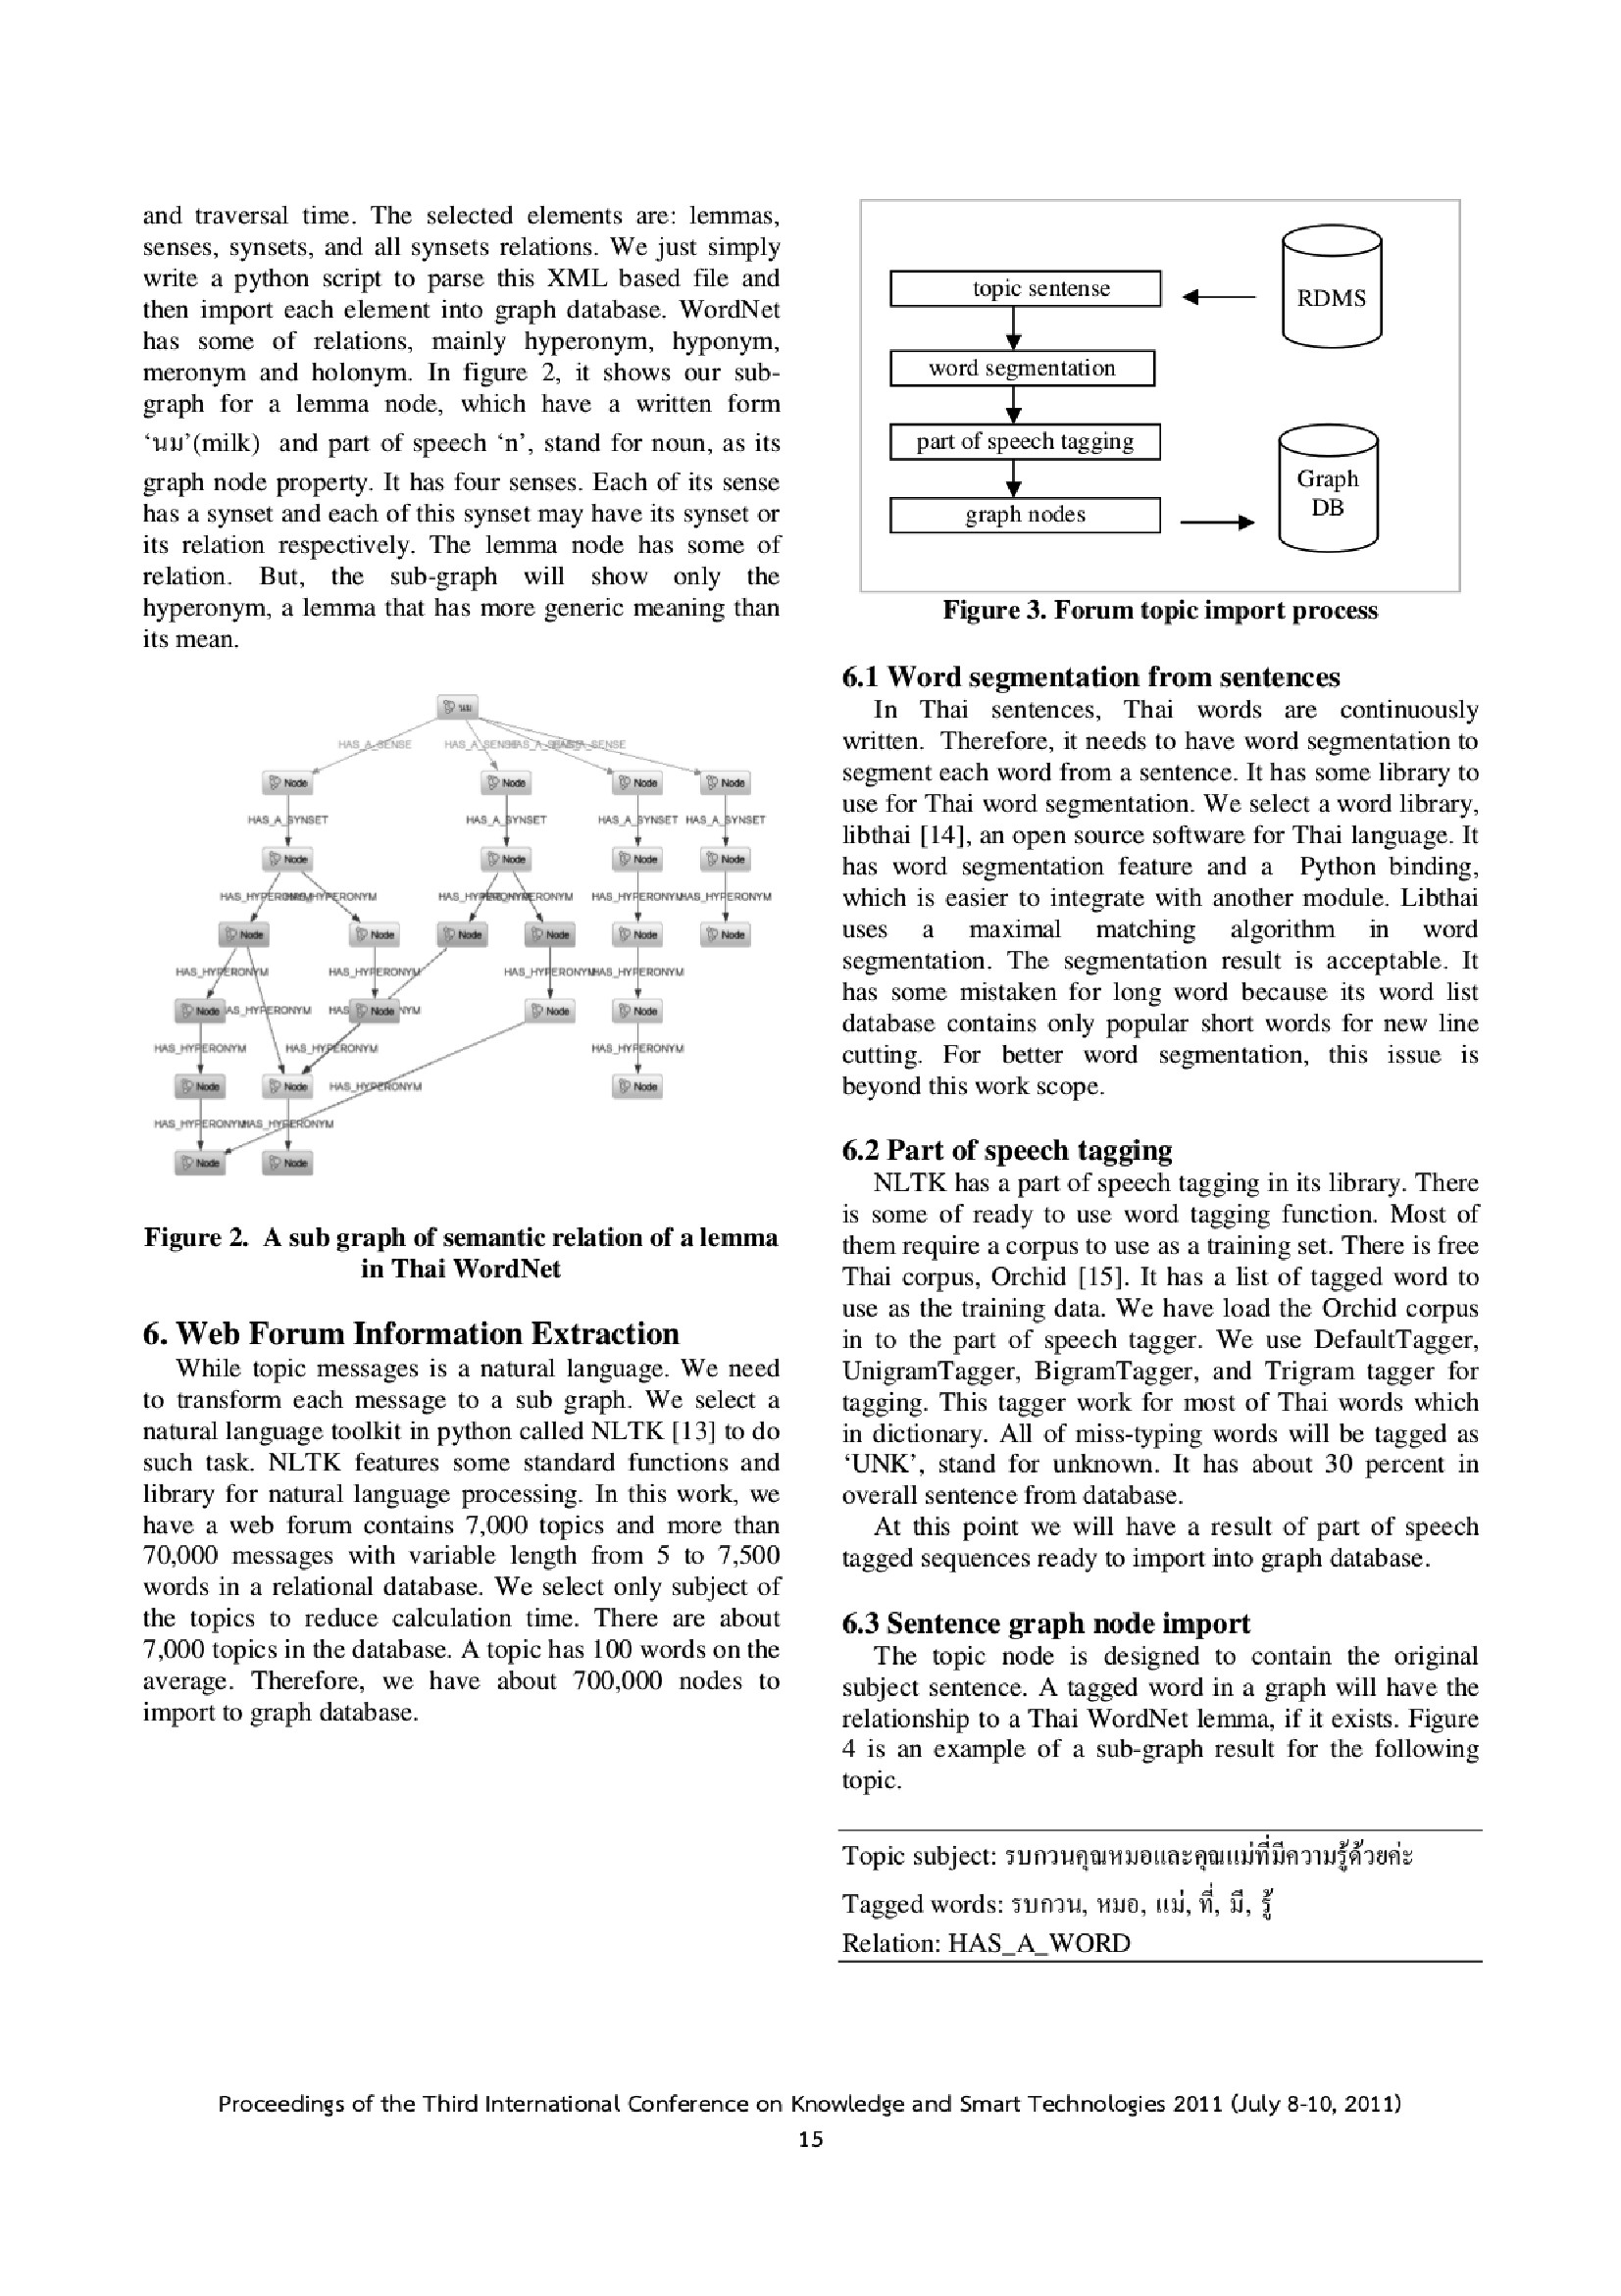 and traversal time. The selected elements are: lemmas,
senses, synsets, and all synsets relations. We just simply
write a python script to parse this XML based file and
then import each element into graph database. WordNet
has some of relations, mainly hyperonym, hyponym,
meronym and holonym. In figure 2, it shows our sub-
graph for a lemma node, which have a written form
‘นม’(milk) and part of speech ‘n’, stand for noun, as its
graph node property. It has four senses. Each of its sense
has a synset and each of this synset may have its synset or
its relation respectively. The lemma node has some of
relation. But, the sub-graph will show only the
hyperonym, a lemma that has more generic meaning than
its mean.
นม
HAS_A_SENSE HAS_A_SENSE HAS_A_SENSE HAS_A_SENSE
Node Node Node Node
HAS_A_SYNSET HAS_A_SYNSET HAS_A_SYNSET HAS_A_SYNSET
Node Node Node Node
HAS_HYPERONYM HAS_HYPERONYM HAS_HYPERONYM HAS_HYPERONYM HAS_HYPERONYM HAS_HYPERONYM
Node Node Node Node Node Node
HAS_HYPERONYM HAS_HYPERONYM HAS_HYPERONYM HAS_HYPERONYM
Node HAS_HYPERONYM Node Node Node
HAS_HYPERONYM HAS_HYPERONYM HAS_HYPERONYM
Node Node HAS_HYPERONYM Node
HAS_HYPERONYM HAS_HYPERONYM
Node Node
Figure 2. A sub graph of semantic relation of a lemma
in Thai WordNet
6. Web Forum Information Extraction
While topic messages is a natural language. We need
to transform each message to a sub graph. We select a
natural language toolkit in python called NLTK [13] to do
such task. NLTK features some standard functions and
library for natural language processing. In this work, we
have a web forum contains 7,000 topics and more than
70,000 messages with variable length from 5 to 7,500
words in a relational database. We select only subject of
the topics to reduce calculation time. There are about
7,000 topics in the database. A topic has 100 words on the
average. Therefore, we have about 700,000 nodes to
import to graph database.
topic sentense
RDMS
word segmentation
part of speech tagging
Graph
DB
graph nodes
Figure 3. Forum topic import process
6.1 Word segmentation from sentences
In Thai sentences, Thai words are continuously
written. Therefore, it needs to have word segmentation to
segment each word from a sentence. It has some library to
use for Thai word segmentation. We select a word library,
libthai [14], an open source software for Thai language. It
has word segmentation feature and a Python binding,
which is easier to integrate with another module. Libthai
uses a maximal matching algorithm in word
segmentation. The segmentation result is acceptable. It
has some mistaken for long word because its word list
database contains only popular short words for new line
cutting. For better word segmentation, this issue is
beyond this work scope.
6.2 Part of speech tagging
NLTK has a part of speech tagging in its library. There
is some of ready to use word tagging function. Most of
them require a corpus to use as a training set. There is free
Thai corpus, Orchid [15]. It has a list of tagged word to
use as the training data. We have load the Orchid corpus
in to the part of speech tagger. We use DefaultTagger,
UnigramTagger, BigramTagger, and Trigram tagger for
tagging. This tagger work for most of Thai words which
in dictionary. All of miss-typing words will be tagged as
‘UNK’, stand for unknown. It has about 30 percent in
overall sentence from database.
At this point we will have a result of part of speech
tagged sequences ready to import into graph database.
6.3 Sentence graph node import
The topic node is designed to contain the original
subject sentence. A tagged word in a graph will have the
relationship to a Thai WordNet lemma, if it exists. Figure
4 is an example of a sub-graph result for the following
topic.
Topic subject: รบกวนคุณหมอและคุณแม่ที่มีความรู้ด้วยค่ะ
Tagged words: รบกวน, หมอ, แม่, ที่, มี, รู้
Relation: HAS_A_WORD
Proceedings of the Third International Conference on Knowledge and Smart Technologies 2011 (July 8-10, 2011)
15